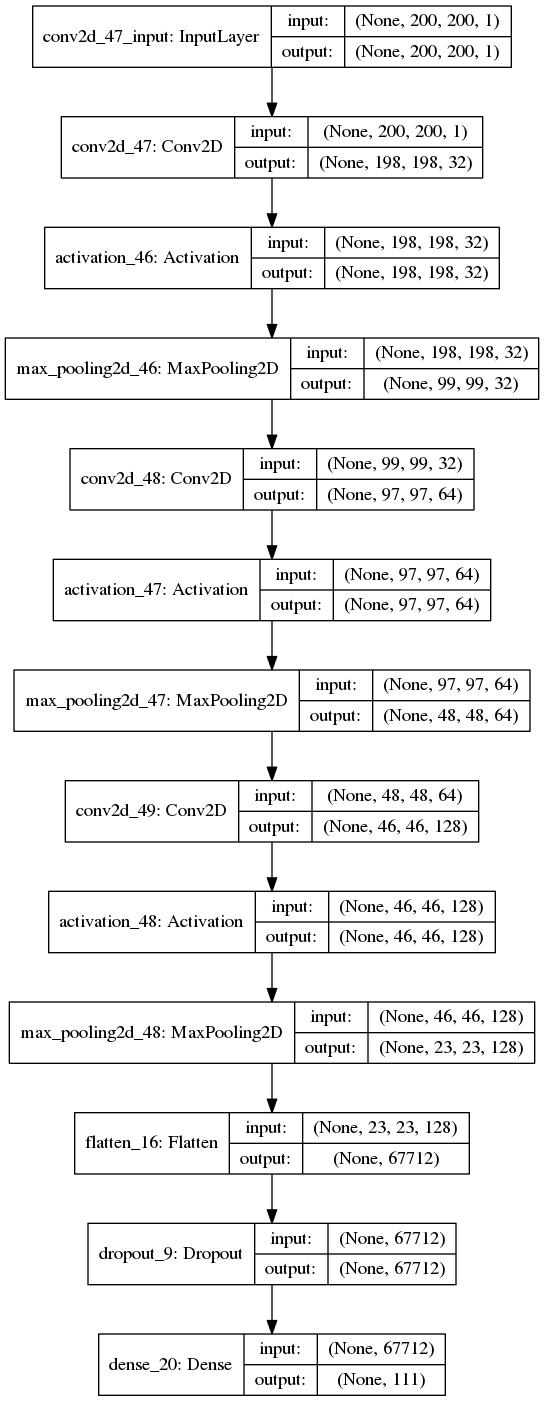 conv2d_47_input: InputLayer input: (None, 200, 200, 1)
output: (None, 200, 200, 1)
conv2d_47: Conv2D input: (None, 200, 200, 1)
output: (None, 198, 198, 32)
activation_46: Activation input: (None, 198, 198, 32)
output: (None, 198, 198, 32)
max_pooling2d_46: MaxPooling2D input: (None, 198, 198, 32)
output: (None, 99, 99, 32)
conv2d_48: Conv2D input: (None, 99, 99, 32)
output: (None, 97, 97, 64)
activation_47: Activation input: (None, 97, 97, 64)
output: (None, 97, 97, 64)
max_pooling2d_47: MaxPooling2D input: (None, 97, 97, 64)
output: (None, 48, 48, 64)
conv2d_49: Conv2D input: (None, 48, 48, 64)
output: (None, 46, 46, 128)
activation_48: Activation input: (None, 46, 46, 128)
output: (None, 46, 46, 128)
max_pooling2d_48: MaxPooling2D input: (None, 46, 46, 128)
output: (None, 23, 23, 128)
flatten_16: Flatten input: (None, 23, 23, 128)
output: (None, 67712)
dropout_9: Dropout input: (None, 67712)
output: (None, 67712)
dense_20: Dense input: (None, 67712)
output: (None, 111)